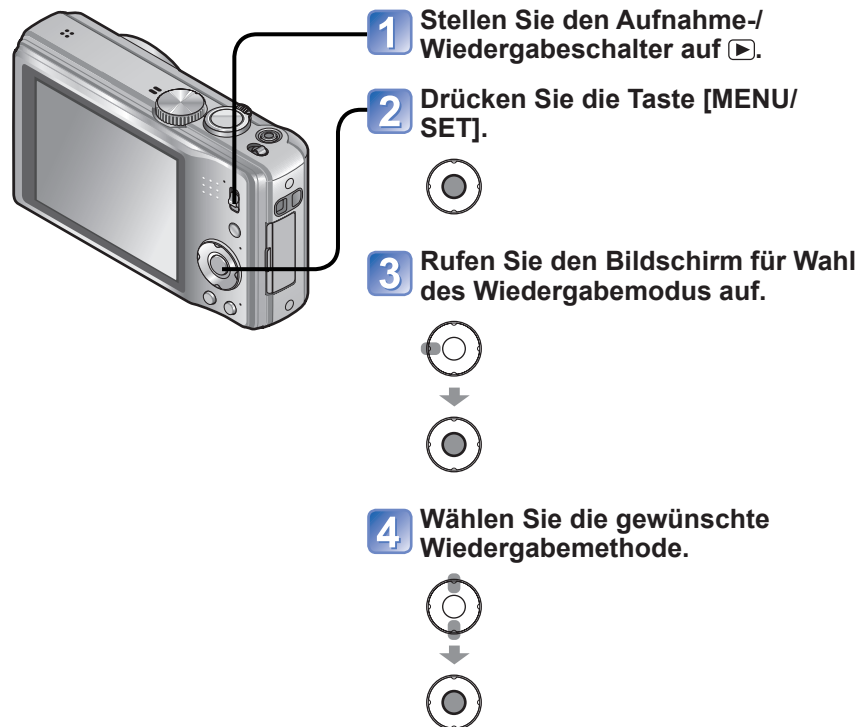 1 Stellen Sie den Aufnahme-/
Wiedergabeschalter auf ▶.
2 Drücken Sie die Taste [MENU/
SET].
3 Rufen Sie den Bildschirm für Wahl
des Wiedergabemodus auf.
4 Wählen Sie die gewünschte
Wiedergabemethode.